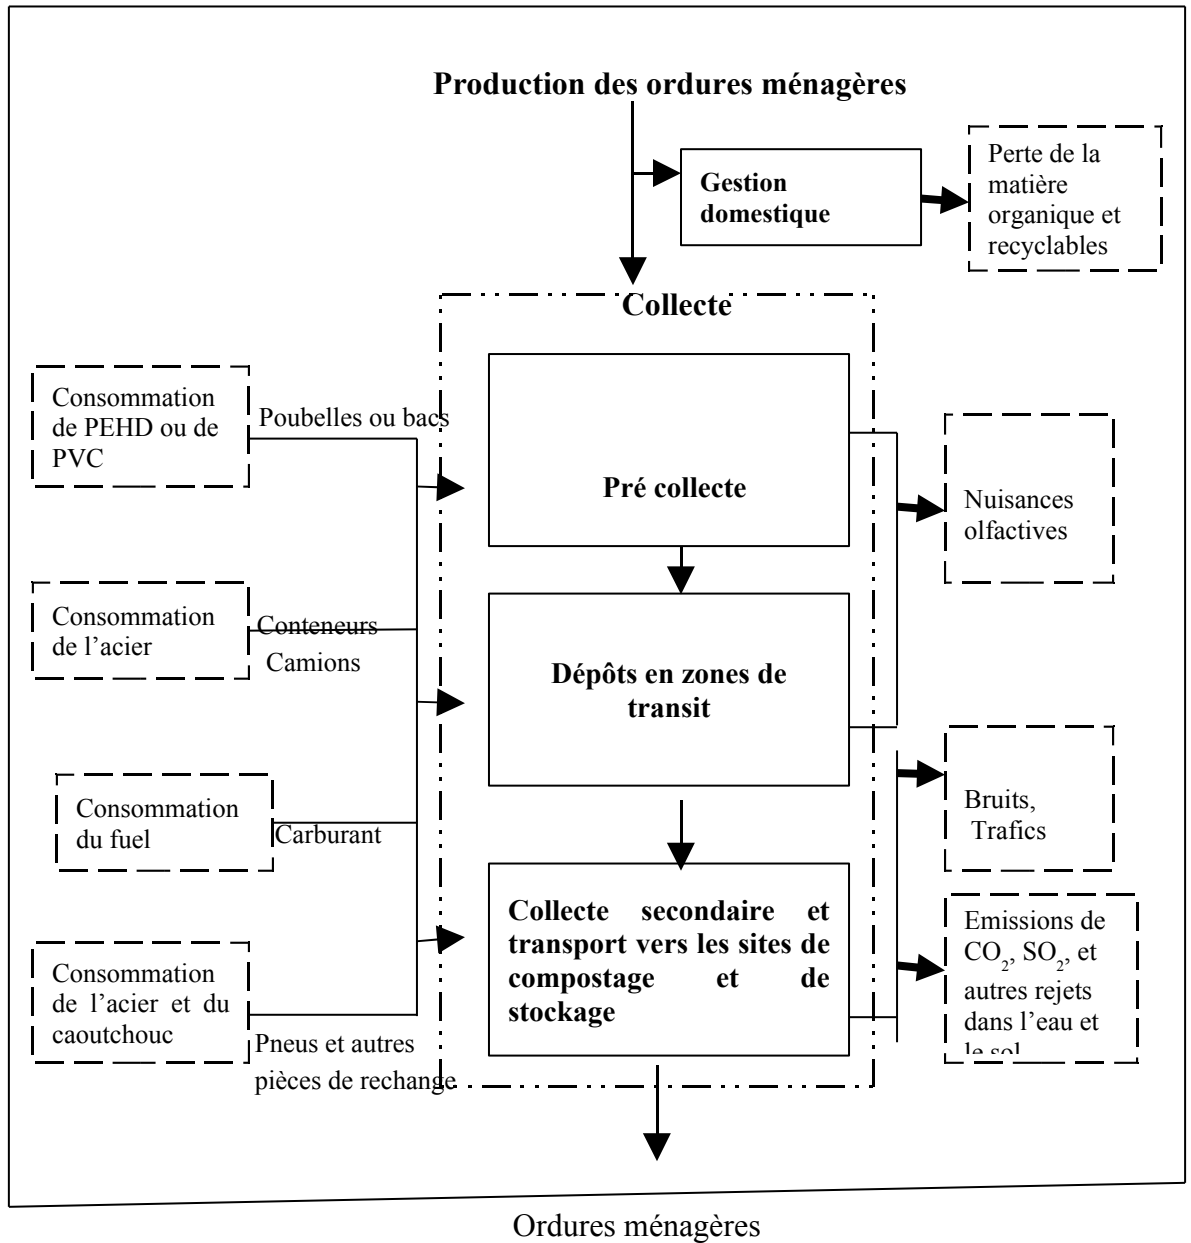 Production des ordures ménagères
Gestion
domestique
Perte de la
matière
organique et
recyclables
Collecte
Consommation
de PEHD ou de
PVC
Poubelles ou bacs
Pré collecte
Nuisances
olfactives
Consommation
de l'acier
Conteneurs
Camions
Dépôts en zones de
transit
Bruits,
Trafics
Consommation
du fuel
Carburant
Collecte secondaire et
transport vers les sites de
compostage et de
stockage
Emissions de
CO₂, SO₂, et
autres rejets
dans l'eau et
le sol
Consommation
de l'acier et du
caoutchouc
Pneus et autres
pièces de rechange
Ordures ménagères